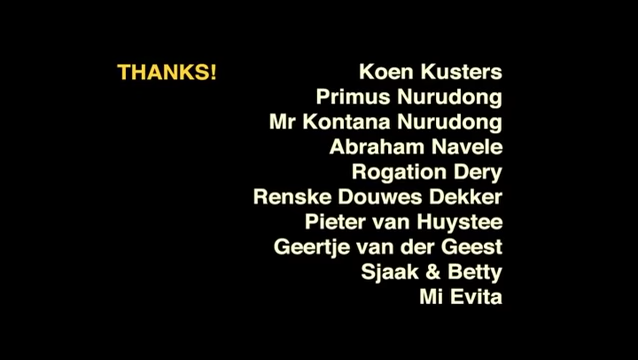 THANKS! Koen Kusters
Primus Nurudong
Mr Kontana Nurudong
Abraham Navele
Rogation Dery
Renske Douwes Dekker
Pieter van Huystee
Geertje van der Geest
Sjaak & Betty
Mi Evita